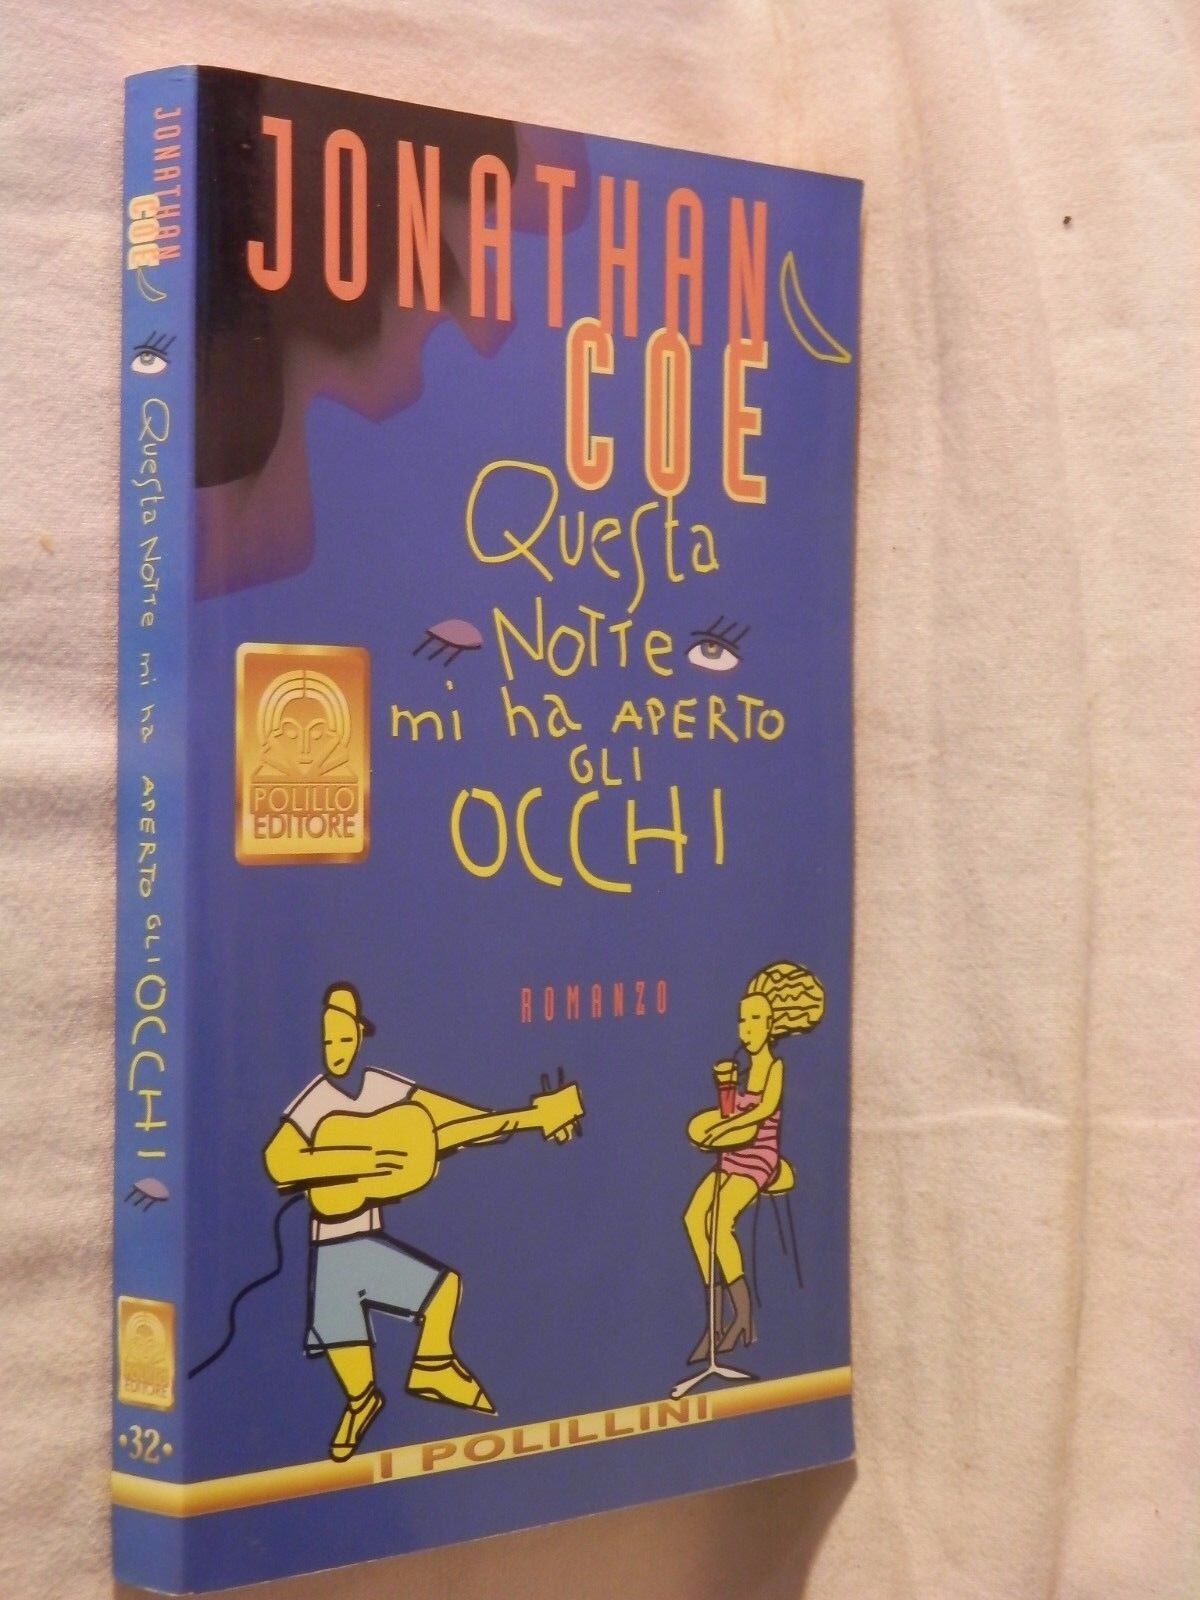 JONATHAN
COE
Questa
NOTTE
mi ha APERTO
GLI
OCCHI
POLILLO
EDITORE
ROMANZO
I POLILLINI
JONATHAN
COE
Questa NOTTE mi ha APERTO GLI OCCHI
EDITORE
•32•